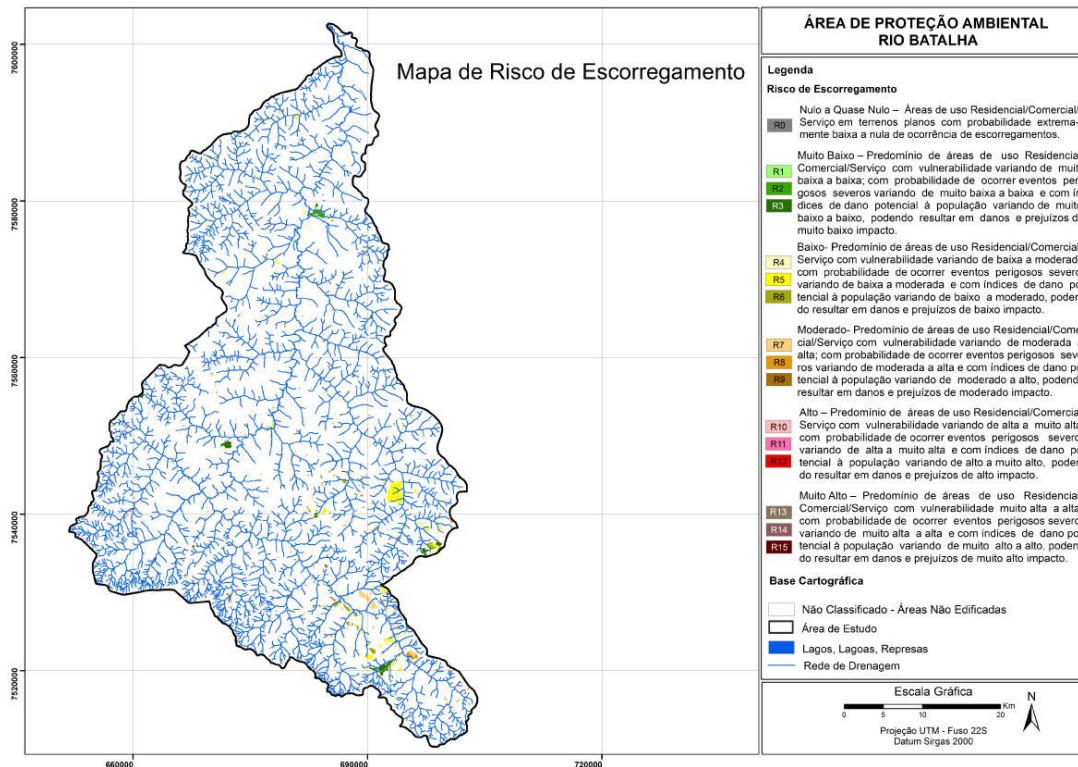 Mapa de Risco de Escorregamento
7600000
7580000
7560000
7540000
7520000
660000
690000
720000
ÁREA DE PROTEÇÃO AMBIENTAL
RIO BATALHA
Legenda
Risco de Escorregamento
Nulo a Quase Nulo – Áreas de uso Residencial/Comercial/
R0 Serviço em terrenos planos com probabilidade extrema-
mente baixa a nula de ocorrência de escorregamentos.
Muito Baixo – Predomínio de áreas de uso Residencial
R1 Comercial/Serviço com vulnerabilidade variando de muit
baixa a baixa; com probabilidade de ocorrer eventos peri
R2 gosos severos variando de muito baixa a baixa e com ín
R3 dices de dano potencial à população variando de muito
baixo a baixo, podendo resultar em danos e prejuízos d
muito baixo impacto.
Baixo- Predomínio de áreas de uso Residencial/Comercial
R4 Serviço com vulnerabilidade variando de baixa a moderad
com probabilidade de ocorrer eventos perigosos severo
R5 variando de baixa a moderada e com índices de dano po
R6 tencial à população variando de baixo a moderado, poden
do resultar em danos e prejuízos de baixo impacto.
Moderado- Predomínio de áreas de uso Residencial/Come
R7 cial/Serviço com vulnerabilidade variando de moderada
alta; com probabilidade de ocorrer eventos perigosos seve
R8 ros variando de moderada a alta e com índices de dano po
R9 tencial à população variando de moderado a alto, podend
resultar em danos e prejuízos de moderado impacto.
Alto – Predomínio de áreas de uso Residencial/Comercia
R10 Serviço com vulnerabilidade variando de alta a muito alta
com probabilidade de ocorrer eventos perigosos severo
R11 variando de alta a muito alta e com índices de dano po
R12 tencial à população variando de alto a muito alto, poden
do resultar em danos e prejuízos de alto impacto.
Muito Alto – Predomínio de áreas de uso Residencial
R13 Comercial/Serviço com vulnerabilidade muito alta a alta
com probabilidade de ocorrer eventos perigosos severo
R14 variando de muito alta a alta e com índices de dano po
R15 tencial à população variando de muito alto a alto, poden
do resultar em danos e prejuízos de muito alto impacto.
Base Cartográfica
Não Classificado - Áreas Não Edificadas
Área de Estudo
Lagos, Lagoas, Represas
Rede de Drenagem
Escala Gráfica
N
Km
0 5 10 20
Projeção UTM - Fuso 22S
Datum Sirgas 2000